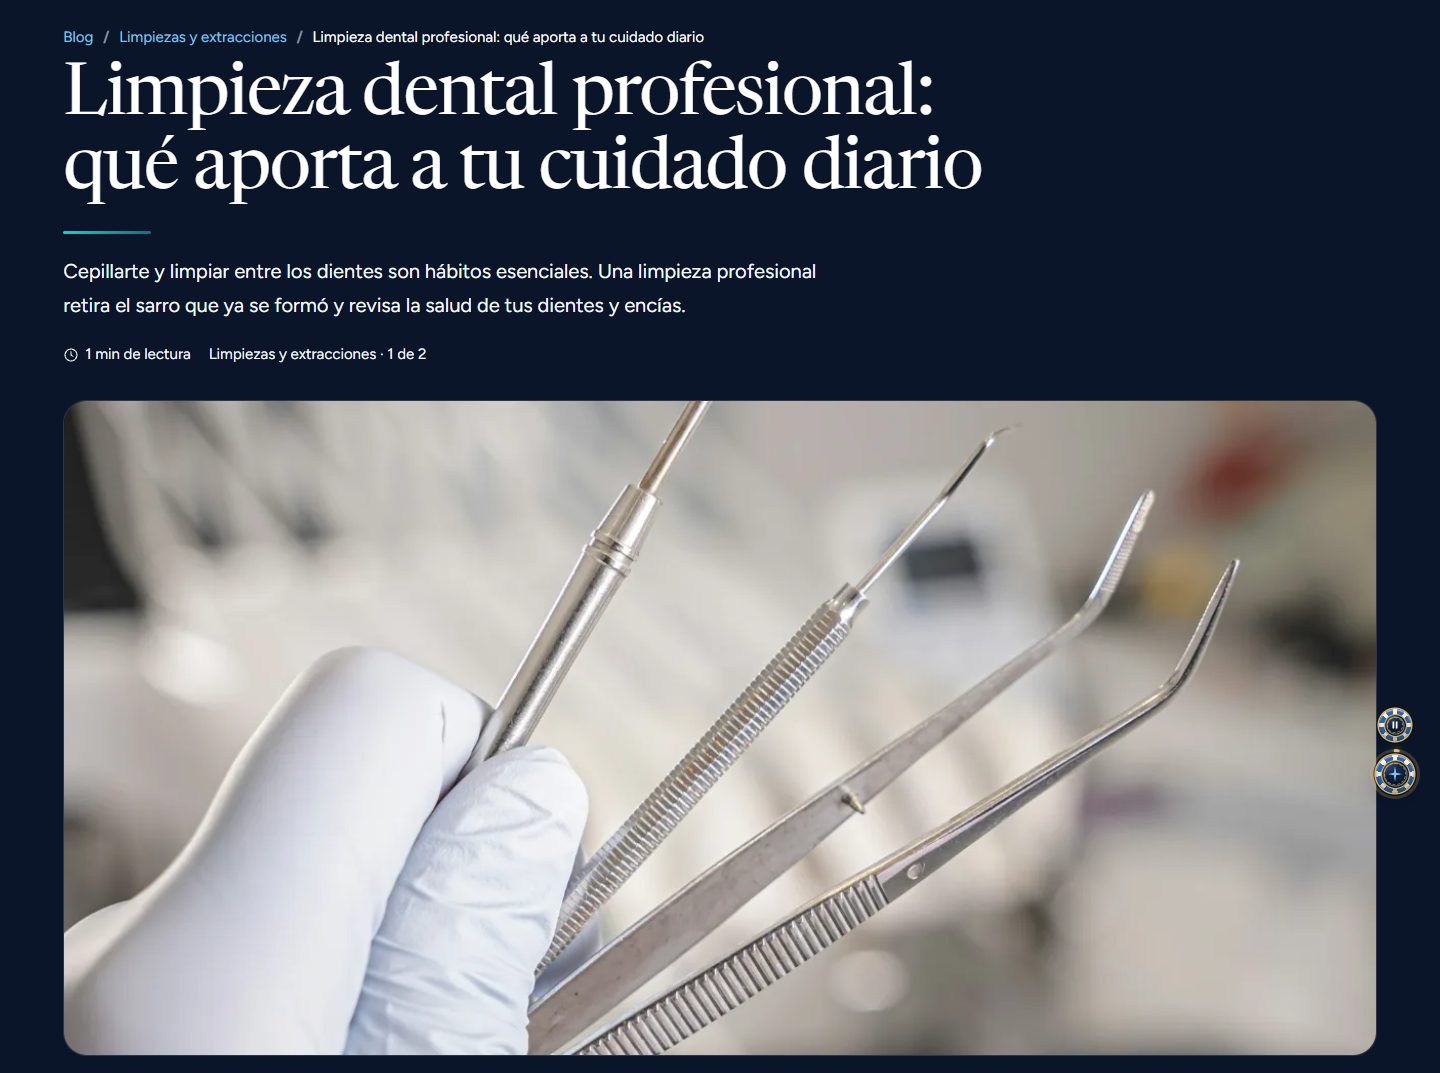 Blog / Limpiezas y extracciones / Limpieza dental profesional: qué aporta a tu cuidado diario
Limpieza dental profesional:
qué aporta a tu cuidado diario
Cepillarte y limpiar entre los dientes son hábitos esenciales. Una limpieza profesional
retira el sarro que ya se formó y revisa la salud de tus dientes y encías.
1 min de lectura Limpiezas y extracciones · 1 de 2